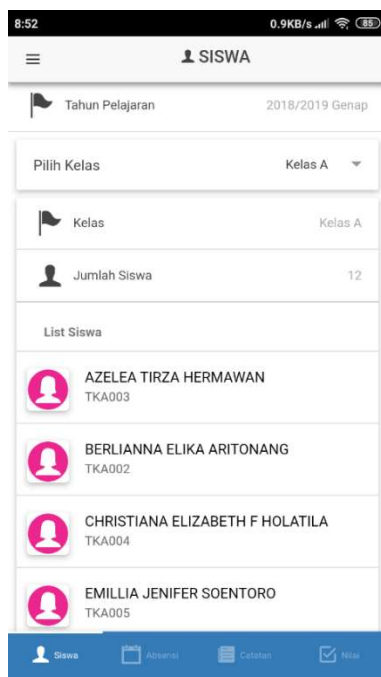 8:52 0.9KB/s 85
SISWA
Tahun Pelajaran 2018/2019 Genap
Pilih Kelas Kelas A
Kelas Kelas A
Jumlah Siswa 12
List Siswa
AZELEA TIRZA HERMAWAN
TKA003
BERLIANNA ELIKA ARITONANG
TKA002
CHRISTIANA ELIZABETH F HOLATILA
TKA004
EMILLIA JENIFER SOENTORO
TKA005
Siswa Absensi Catatan Nilai